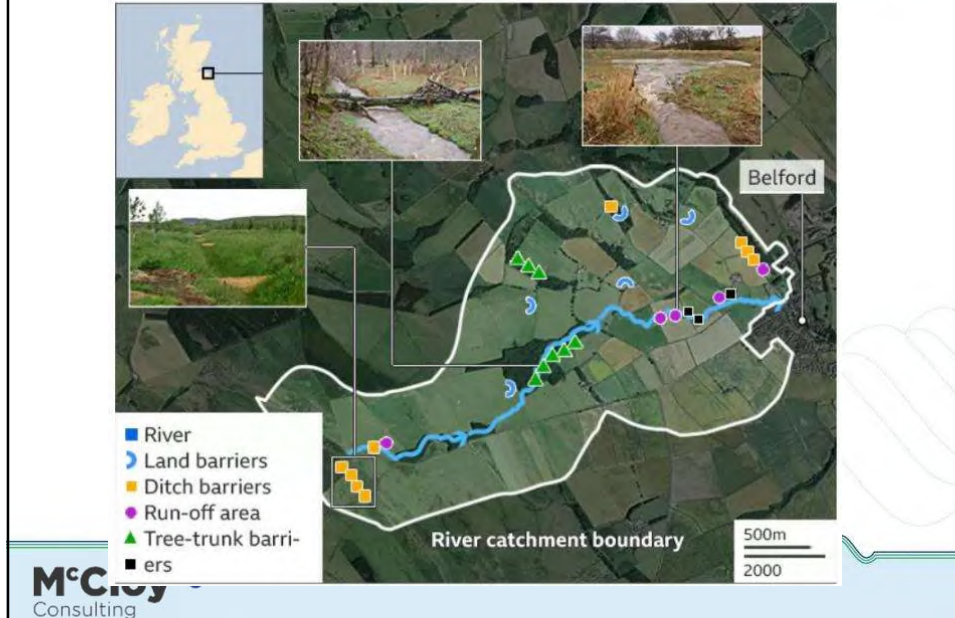 Belford
River
Land barriers
Ditch barriers
Run-off area
Tree-trunk barri-
ers
River catchment boundary
500m
2000
Consulting